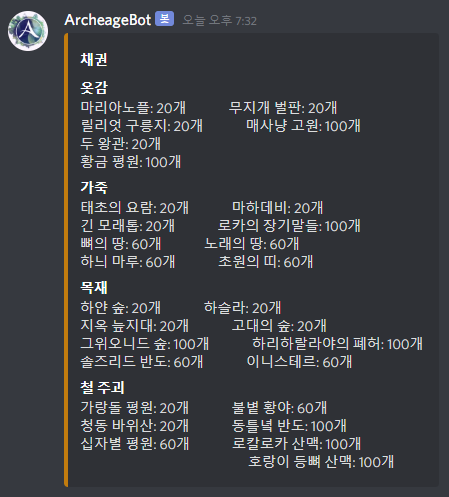 ArcheageBot 봇 오늘 오후 7:32
채권
옷감
마리아노플: 20개 무지개 벌판: 20개
릴리엇 구릉지: 20개 매사냥 고원: 100개
두 왕관: 20개
황금 평원: 100개
가죽
태초의 요람: 20개 마하데비: 20개
긴 모래톱: 20개 로카의 장기말들: 100개
뼈의 땅: 60개 노래의 땅: 60개
하늬 마루: 60개 초원의 띠: 60개
목재
하얀 숲: 20개 하슬라: 20개
지옥 늪지대: 20개 고대의 숲: 20개
그위오니드 숲: 100개 하리하랄라야의 폐허: 100개
솔즈리드 반도: 60개 이니스테르: 60개
철 주괴
가랑돌 평원: 20개 불볕 황야: 60개
청동 바위산: 20개 동틀녘 반도: 100개
십자별 평원: 60개 로칼로카 산맥: 100개
호랑이 등뼈 산맥: 100개